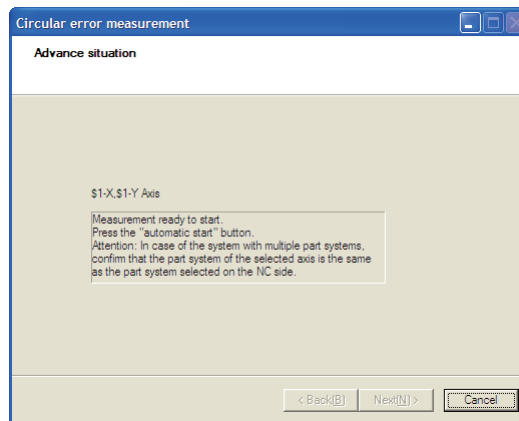 Circular error measurement
Advance situation
$1-X,$1-Y Axis
Measurement ready to start.
Press the "automatic start" button.
Attention: In case of the system with multiple part systems,
confirm that the part system of the selected axis is the same
as the part system selected on the NC side.
< Back[B] Next[N] > Cancel